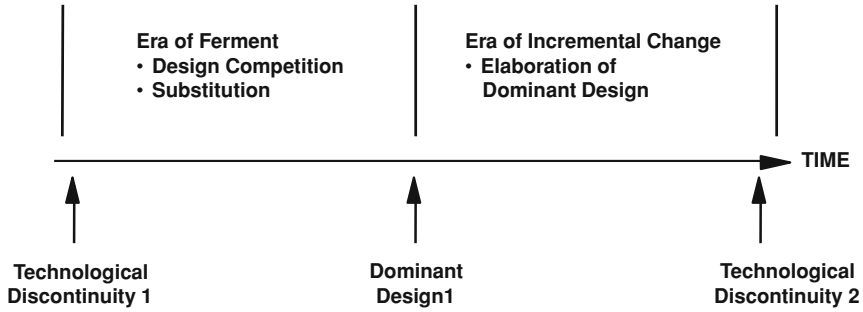 Era of Ferment
• Design Competition
• Substitution
Era of Incremental Change
• Elaboration of
Dominant Design
TIME
Technological
Discontinuity 1
Dominant
Design1
Technological
Discontinuity 2